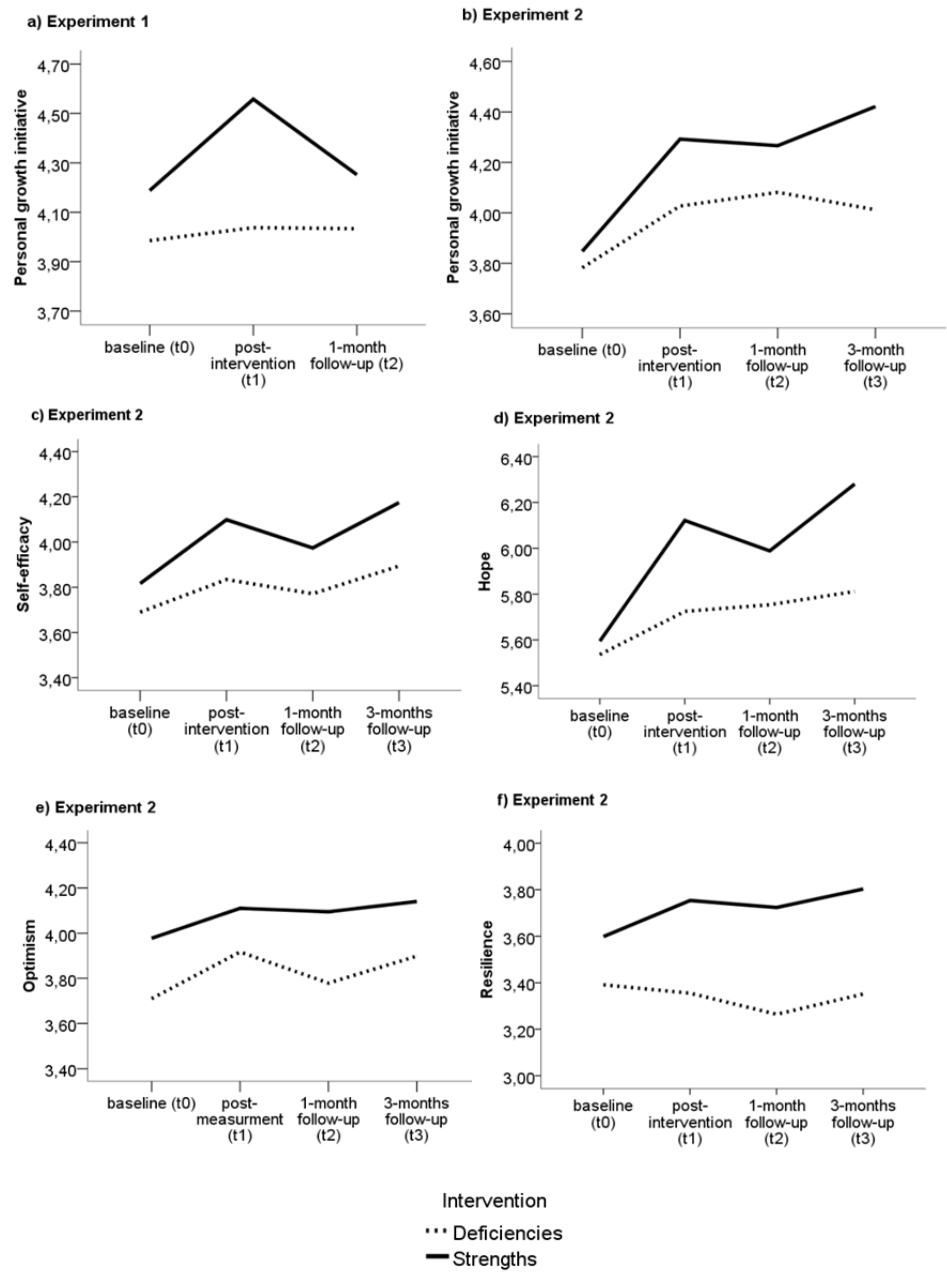 a) Experiment 1
Personal growth initiative
4,70
4,50
4,30
4,10
3,90
3,70
baseline (t0)
post-
intervention
(t1)
1-month
follow-up (t2)
b) Experiment 2
Personal growth initiative
4,60
4,40
4,20
4,00
3,80
3,60
baseline (t0)
post-
intervention
(t1)
1-month
follow-up
(t2)
3-month
follow-up
(t3)
c) Experiment 2
Self-efficacy
4,40
4,20
4,00
3,80
3,60
3,40
baseline
(t0)
post-
intervention
(t1)
1-month
follow-up
(t2)
3-months
follow-up
(t3)
d) Experiment 2
Hope
6,40
6,20
6,00
5,80
5,60
5,40
baseline
(t0)
post-
intervention
(t1)
1-month
follow-up
(t2)
3-months
follow-up
(t3)
e) Experiment 2
Optimism
4,40
4,20
4,00
3,80
3,60
3,40
baseline (t0)
post-
measurment
(t1)
1-month
follow-up
(t2)
3-months
follow-up
(t3)
f) Experiment 2
Resilience
4,00
3,80
3,60
3,40
3,20
3,00
baseline
(t0)
post-
intervention
(t1)
1-month
follow-up
(t2)
3-months
follow-up
(t3)
Intervention
Deficiencies
Strengths